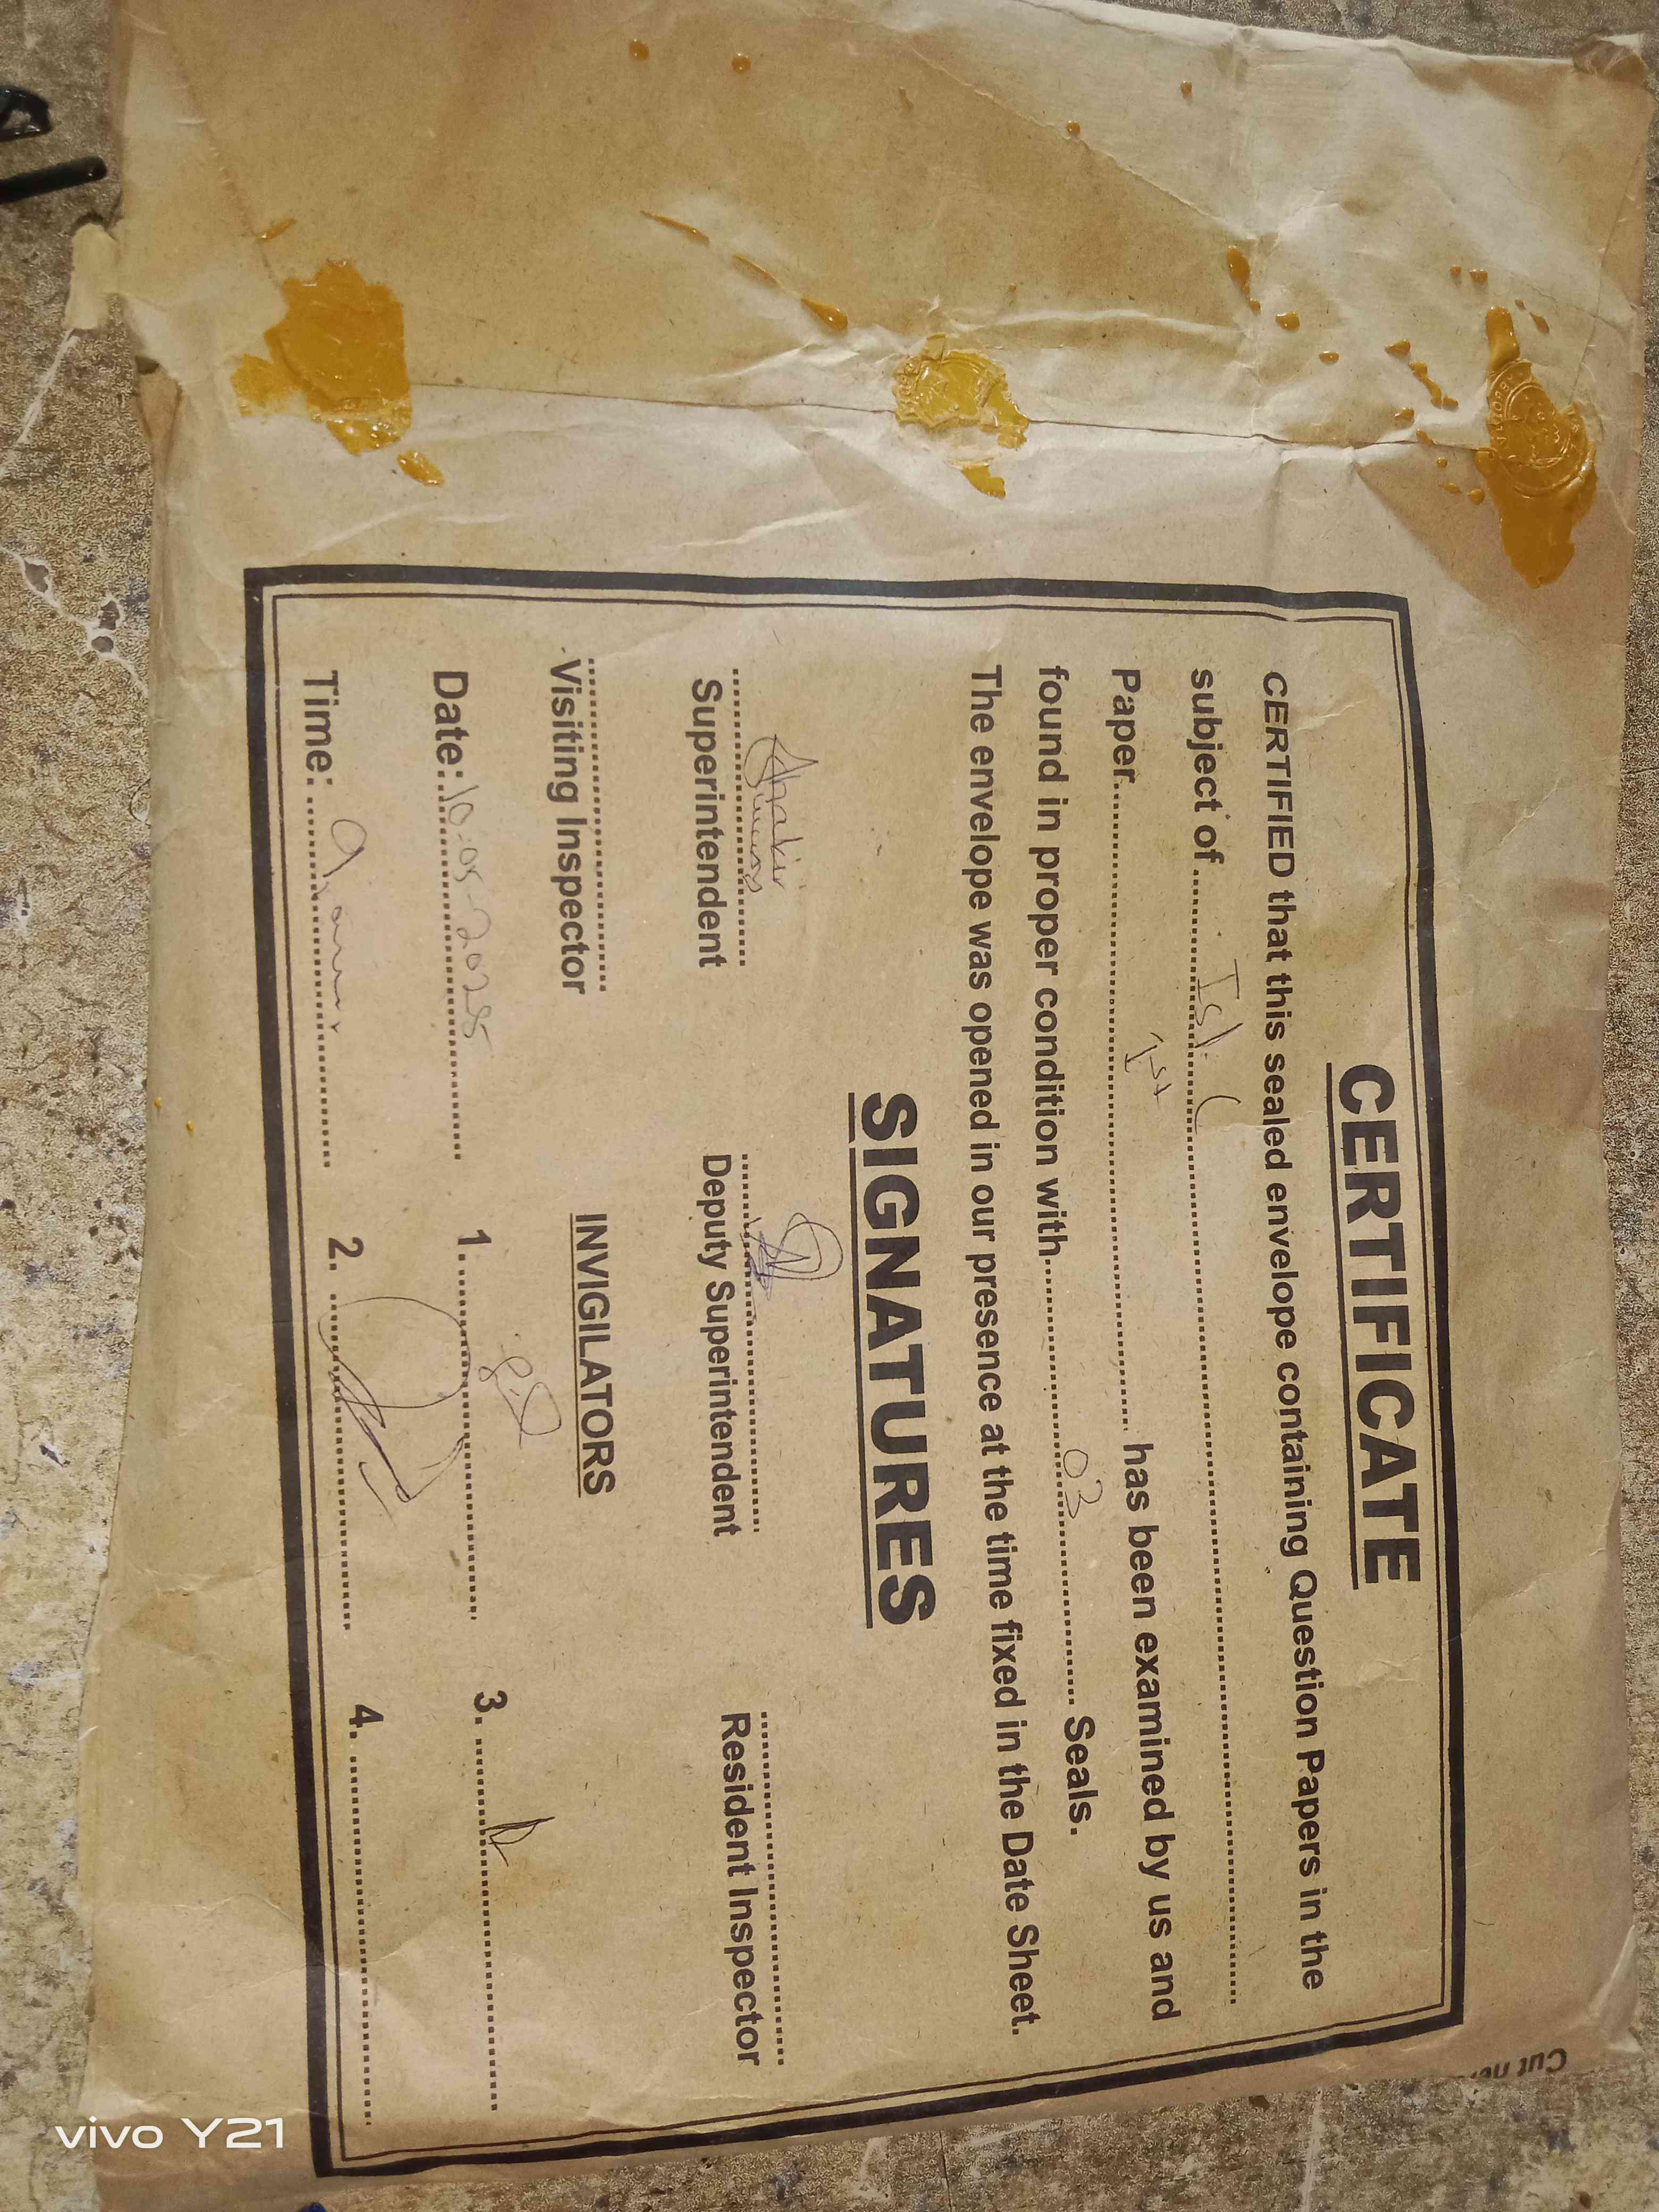 CERTIFICATE
CERTIFIED that this sealed envelope containing Question Papers in the
subject of.......... Isl. C ..........
Paper.......... Ist .......... has been examined by us and
found in proper condition with.......... 03 .......... Seals.
The envelope was opened in our presence at the time fixed in the Date Sheet.
SIGNATURES
Superintendent Deputy Superintendent Resident Inspector
Visiting Inspector
INVIGILATORS
Date: 10-05-2025 1. .......... 3. ..........
Time: .......... 2. .......... 4. ..........
Cut
vivo Y21